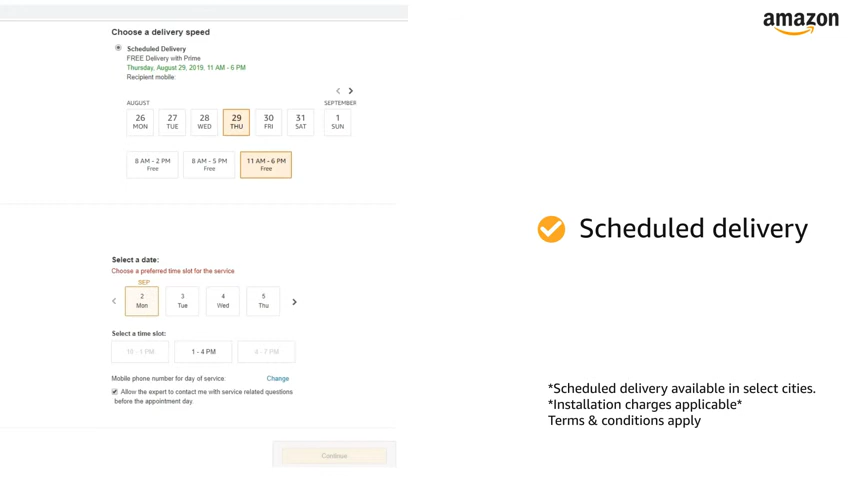 amazon
Choose a delivery speed
Scheduled Delivery
FREE Delivery with Prime
Thursday, August 29, 2019, 11 AM - 6 PM
Recipient mobile:
AUGUST SEPTEMBER
26 27 28 29 30 31 1
MON TUE WED THU FRI SAT SUN
8 AM - 2 PM 8 AM - 5 PM 11 AM - 6 PM
Free Free Free
Scheduled delivery
Select a date:
Choose a preferred time slot for the service
SEP
2 3 4 5
Mon Tue Wed Thu
Select a time slot:
10 - 1 PM 1 - 4 PM 4 - 7 PM
Mobile phone number for day of service: Change
Allow the expert to contact me with service related questions
before the appointment day.
Continue
*Scheduled delivery available in select cities.
*Installation charges applicable*
Terms & conditions apply